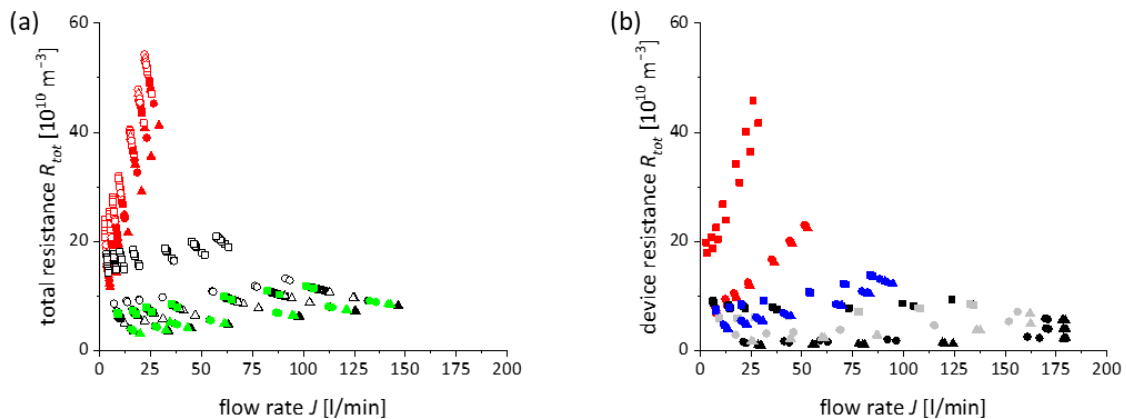 (a)
total resistance R_tot [10^10 m^−3]
60
40
20
0
0 25 50 75 100 125 150 175 200
flow rate J [l/min]
(b)
device resistance R_tot [10^10 m^−3]
60
40
20
0
0 25 50 75 100 125 150 175 200
flow rate J [l/min]